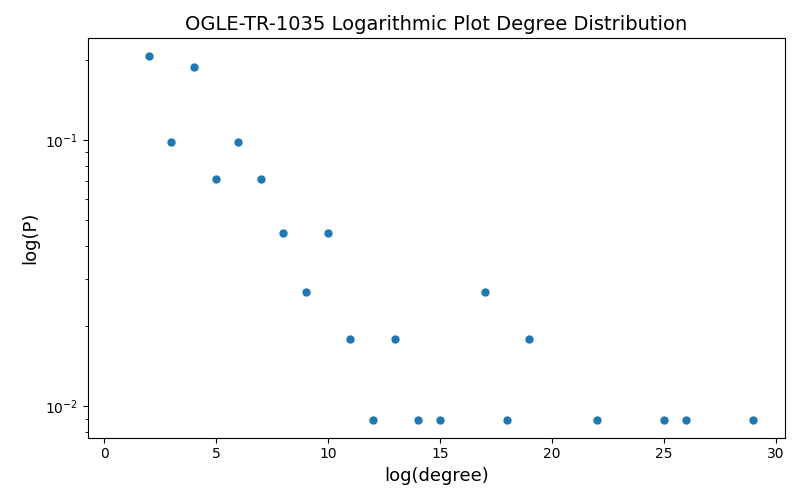 OGLE-TR-1035 Logarithmic Plot Degree Distribution
10⁻¹
10⁻²
log(P)
0 5 10 15 20 25 30
log(degree)